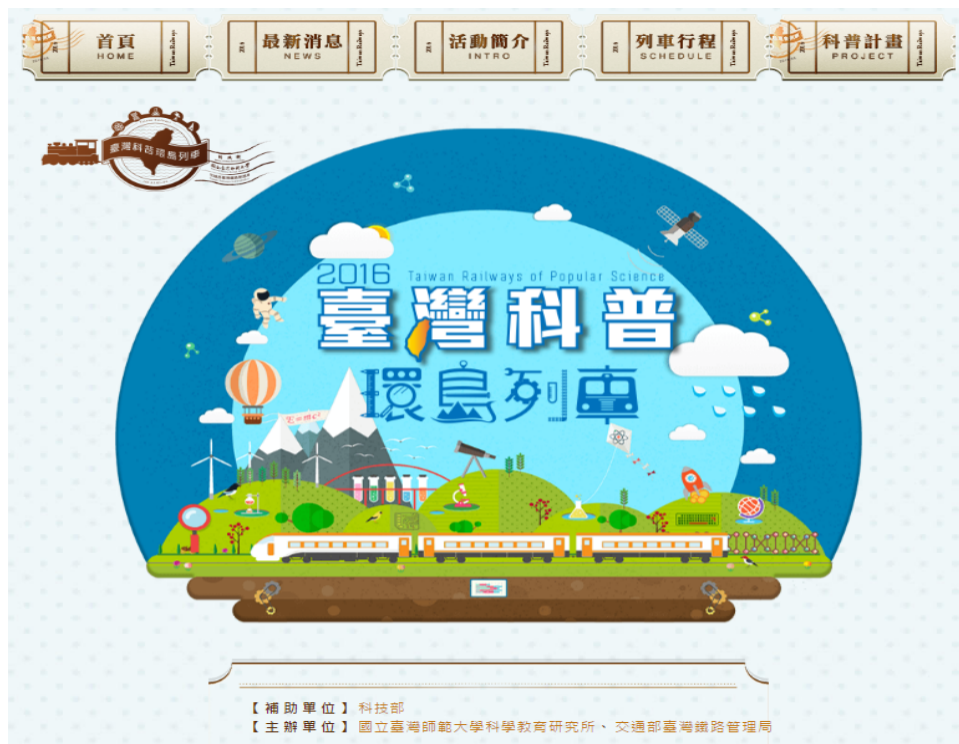 首頁
HOME
最新消息
NEWS
活動簡介
INTRO
列車行程
SCHEDULE
科普計畫
PROJECT
臺灣科普環島列車
2016 Taiwan Railways of Popular Science
臺灣科普
環島列車
E=mc²
【補助單位】科技部
【主辦單位】國立臺灣師範大學科學教育研究所、交通部臺灣鐵路管理局